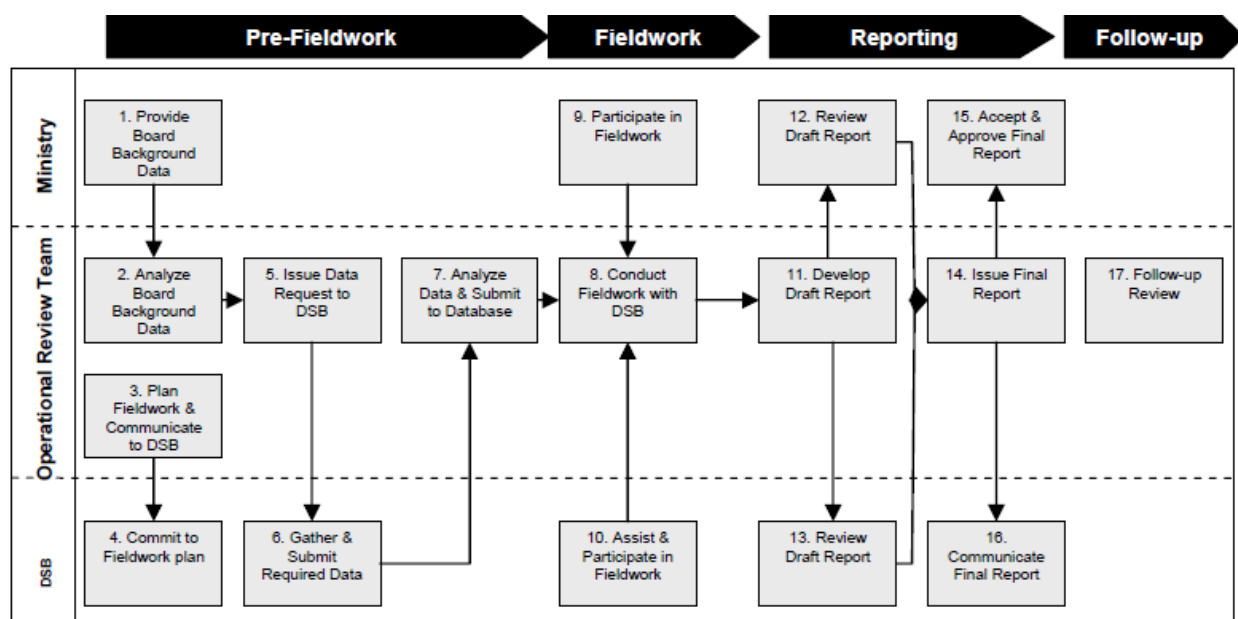 Pre-Fieldwork
Fieldwork
Reporting
Follow-up
Ministry
1. Provide
Board
Background
Data
9. Participate in
Fieldwork
12. Review
Draft Report
15. Accept &
Approve Final
Report
Operational Review Team
2. Analyze
Board
Background
Data
5. Issue Data
Request to
DSB
7. Analyze
Data & Submit
to Database
8. Conduct
Fieldwork with
DSB
11. Develop
Draft Report
14. Issue Final
Report
17. Follow-up
Review
3. Plan
Fieldwork &
Communicate
to DSB
DSB
4. Commit to
Fieldwork plan
6. Gather &
Submit
Required Data
10. Assist &
Participate in
Fieldwork
13. Review
Draft Report
16.
Communicate
Final Report